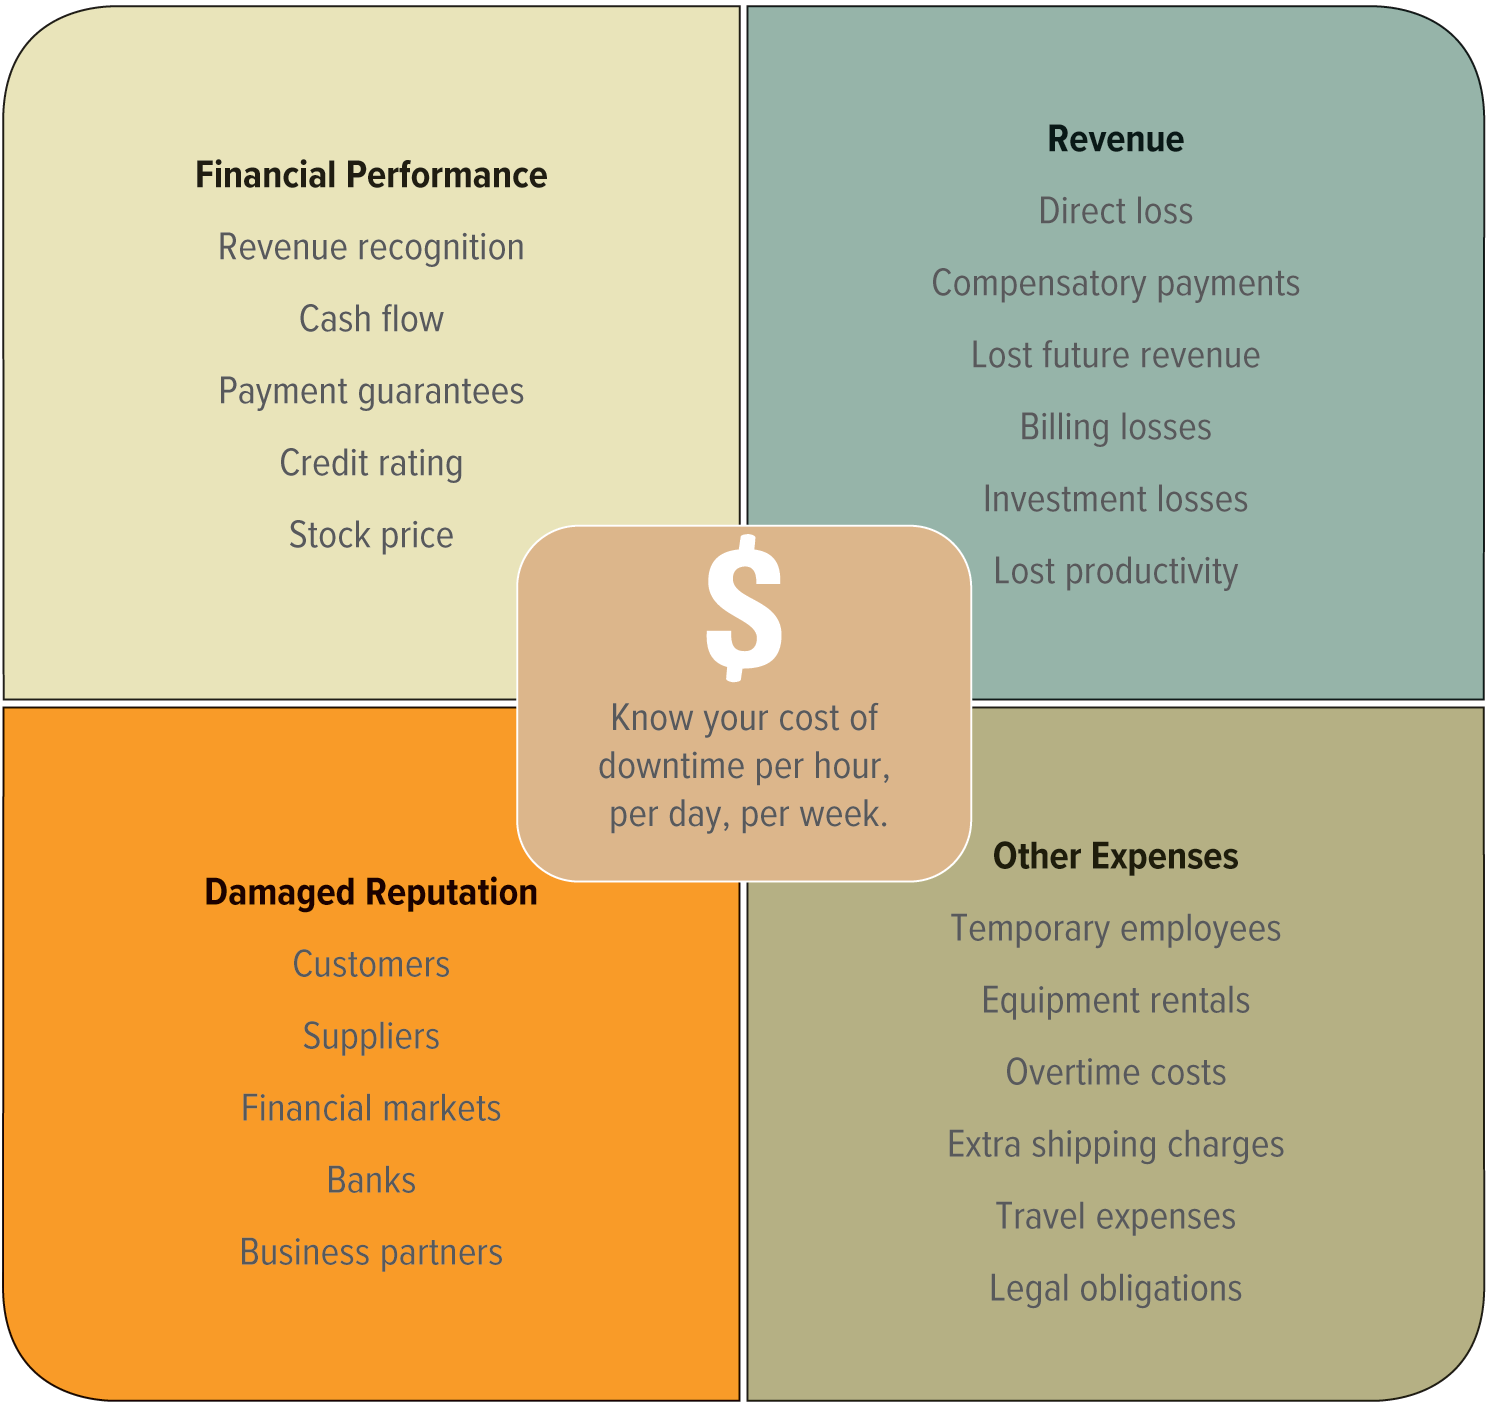 Financial Performance
Revenue recognition
Cash flow
Payment guarantees
Credit rating
Stock price
Revenue
Direct loss
Compensatory payments
Lost future revenue
Billing losses
Investment losses
Lost productivity
$
Know your cost of
downtime per hour,
per day, per week.
Damaged Reputation
Customers
Suppliers
Financial markets
Banks
Business partners
Other Expenses
Temporary employees
Equipment rentals
Overtime costs
Extra shipping charges
Travel expenses
Legal obligations